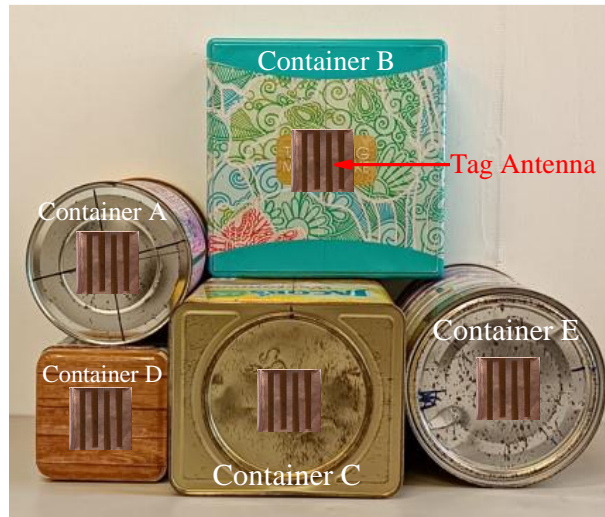 Container B
Tag Antenna
Container A
Container E
Container D
Container C